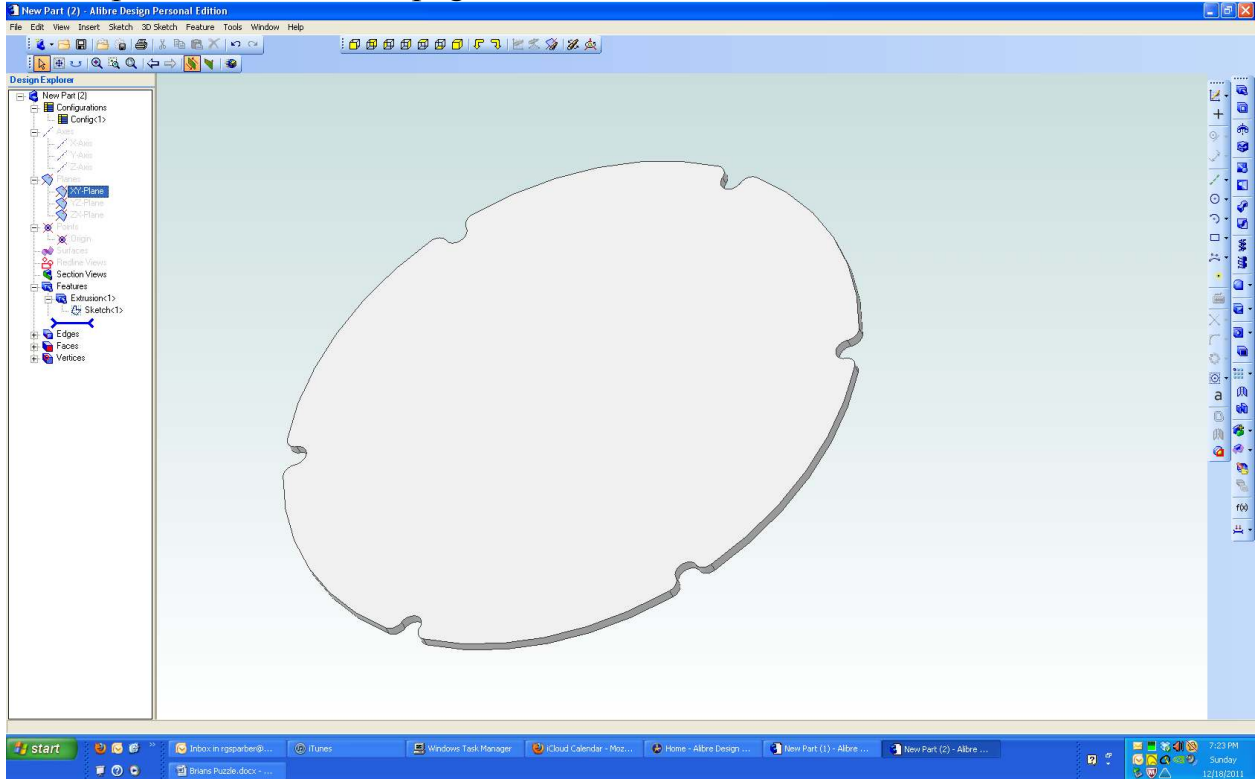 New Part (2) - Alibre Design Personal Edition
File Edit View Insert Sketch 3D Sketch Feature Tools Window Help
Design Explorer
New Part (2)
Configurations
Config<1>
Axes
X-Axis
Y-Axis
Z-Axis
Planes
XY-Plane
YZ-Plane
ZX-Plane
Points
Origin
Surfaces
Redline Views
Section Views
Features
Extrusion<1>
Sketch<1>
Edges
Faces
Vertices
a
f(x)
start
Inbox in rgsparber@...
iTunes
Windows Task Manager
iCloud Calendar - Moz...
Home - Alibre Design ...
New Part (1) - Alibre ...
New Part (2) - Alibre ...
7:23 PM
Sunday
Brians Puzzle.docx - ...
12/18/2011